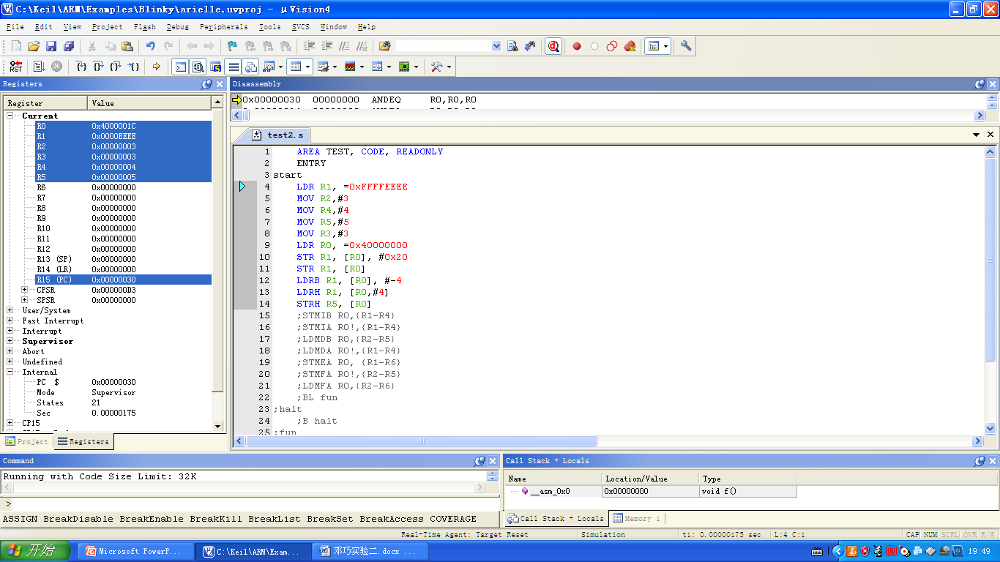 C:\Keil\ARM\Examples\Blinky\arielle.uvproj - µVision4
File Edit View Project Flash Debug Peripherals Tools SVCS Window Help
RST
Registers
Register Value
Current
R0 0x4000001C
R1 0x0000EEEE
R2 0x00000003
R3 0x00000003
R4 0x00000004
R5 0x00000005
R6 0x00000000
R7 0x00000000
R8 0x00000000
R9 0x00000000
R10 0x00000000
R11 0x00000000
R12 0x00000000
R13 (SP) 0x00000000
R14 (LR) 0x00000000
R15 (PC) 0x00000030
CPSR 0x000000D3
SPSR 0x00000000
User/System
Fast Interrupt
Interrupt
Supervisor
Abort
Undefined
Internal
PC $ 0x00000030
Mode Supervisor
States 21
Sec 0.00000175
CP15
Project Registers
Disassembly
0x00000030 00000000 ANDEQ R0,R0,R0
test2.s
1 AREA TEST, CODE, READONLY
2 ENTRY
3 start
4 LDR R1, =0xFFFFEEEE
5 MOV R2,#3
6 MOV R4,#4
7 MOV R5,#5
8 MOV R3,#3
9 LDR R0, =0x40000000
10 STR R1, [R0], #0x20
11 STR R1, [R0]
12 LDRB R1, [R0], #-4
13 LDRH R1, [R0,#4]
14 STRH R5, [R0]
15 ;STMIB R0,{R1-R4}
16 ;STMIA R0!,{R1-R4}
17 ;LDMDB R0,{R2-R5}
18 ;LDMDA R0!,{R1-R4}
19 ;STMEA R0, {R1-R6}
20 ;STMFA R0!,{R2-R5}
21 ;LDMFA R0,{R2-R6}
22 ;BL fun
23 ;halt
24 ;B halt
25 ;fun
Command
Running with Code Size Limit: 32K
>
ASSIGN BreakDisable BreakEnable BreakKill BreakList BreakSet BreakAccess COVERAGE
Call Stack + Locals
Name Location/Value Type
__asm_0x0 0x00000000 void f()
Call Stack + Locals Memory 1
Real-Time Agent: Target Reset Simulation t1: 0.00000175 sec L:4 C:1 CAP NUM SCRL OVR R/W
开始 Microsoft PowerP... C:\Keil\ARM\Exam... 邓巧实验二.docx ... 19:49